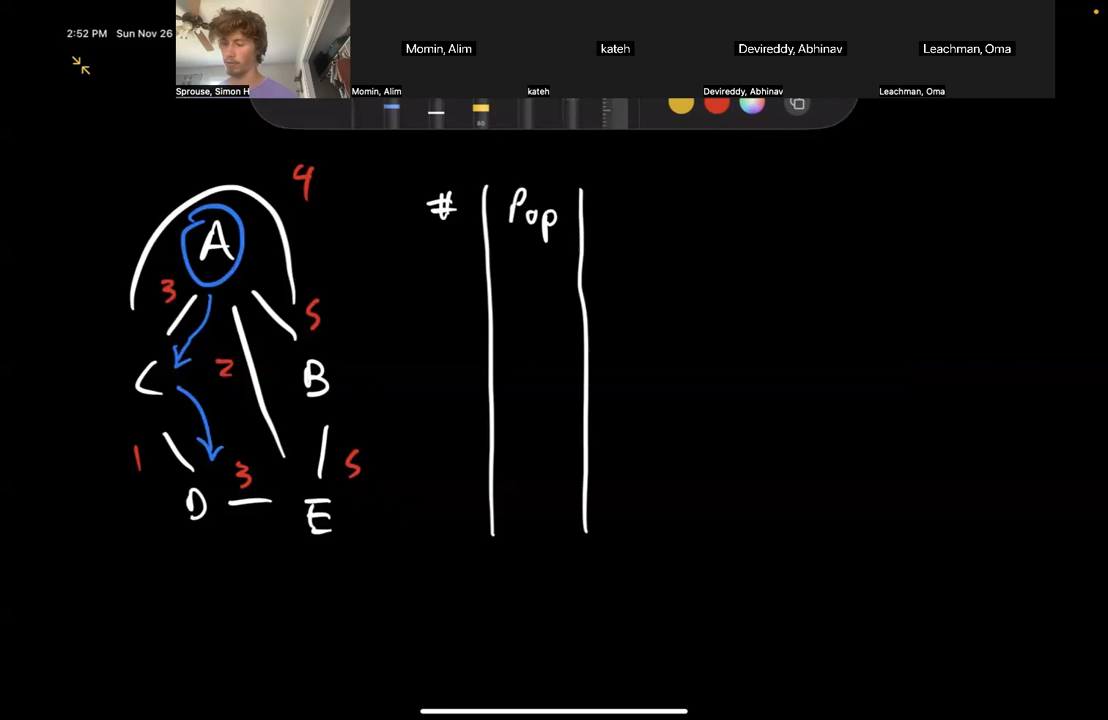 2:52 PM Sun Nov 26
Momin, Alim
kateh
Devireddy, Abhinav
Leachman, Oma
Sprouse, Simon H
Momin, Alim
kateh
Devireddy, Abhinav
Leachman, Oma
80
4
# Pop
A
3
5
2
C
B
1
3
5
D
E